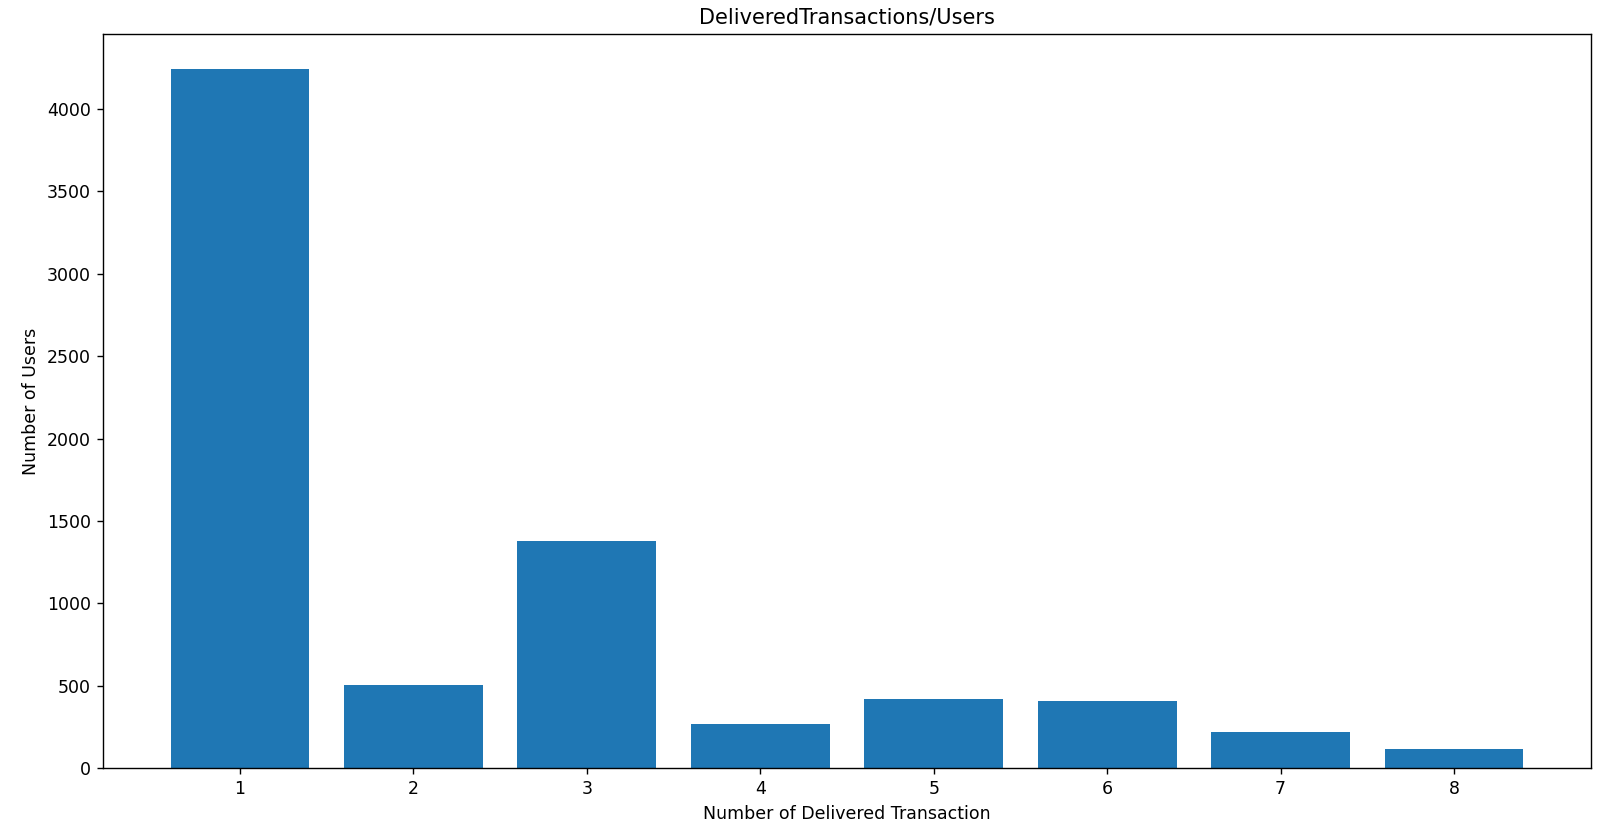 DeliveredTransactions/Users
Number of Users
4000
3500
3000
2500
2000
1500
1000
500
0
1 2 3 4 5 6 7 8
Number of Delivered Transaction